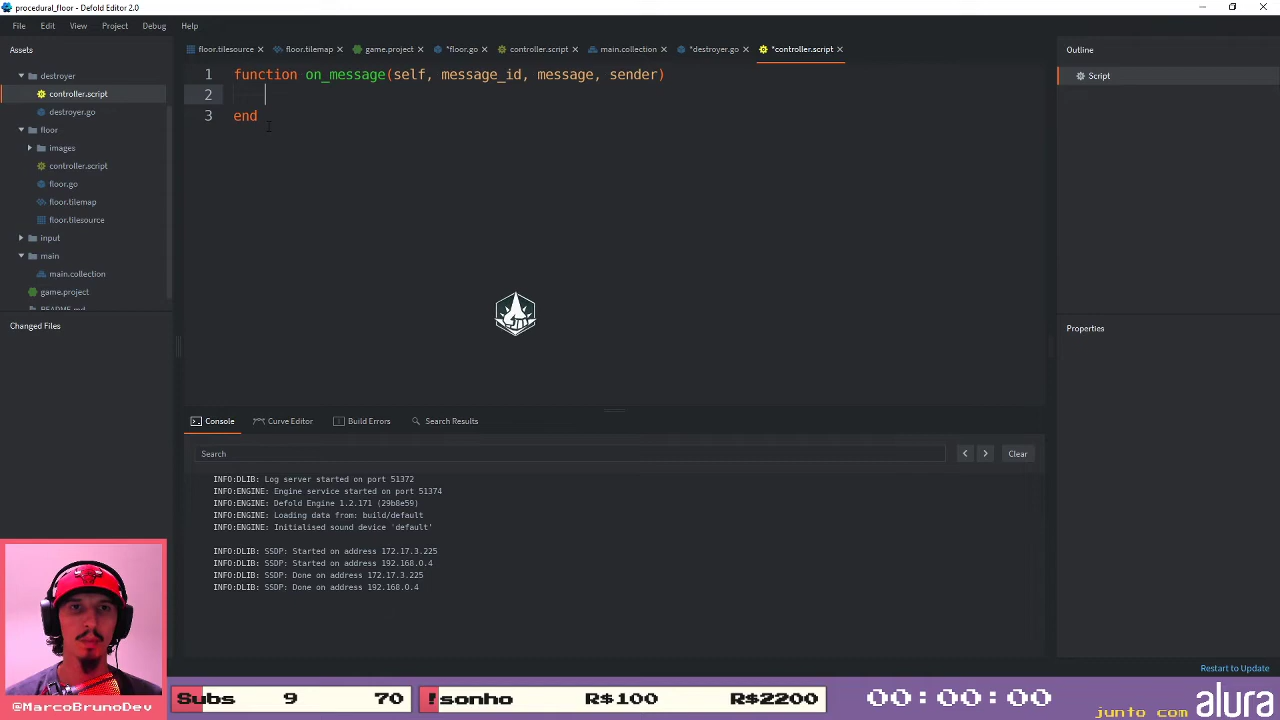 procedural_floor - Defold Editor 2.0
File Edit View Project Debug Help
Assets
destroyer
controller.script
destroyer.go
floor
images
controller.script
floor.go
floor.tilemap
floor.tilesource
input
main
main.collection
game.project
README.md
Changed Files
floor.tilesource × floor.tilemap × game.project × *floor.go × controller.script × main.collection × *destroyer.go × *controller.script ×
1 function on_message(self, message_id, message, sender)
2
3 end
Console Curve Editor Build Errors Search Results
Search Clear
INFO:DLIB: Log server started on port 51372
INFO:ENGINE: Engine service started on port 51374
INFO:ENGINE: Defold Engine 1.2.171 (29b8e59)
INFO:ENGINE: Loading data from: build/default
INFO:ENGINE: Initialised sound device 'default'
INFO:DLIB: SSDP: Started on address 172.17.3.225
INFO:DLIB: SSDP: Started on address 192.168.0.4
INFO:DLIB: SSDP: Done on address 172.17.3.225
INFO:DLIB: SSDP: Done on address 192.168.0.4
Outline
Script
Properties
Restart to Update
@MarcoBrunoDev
Subs 9 70
!sonho R$100 R$2200
00:00:00
junto com alura